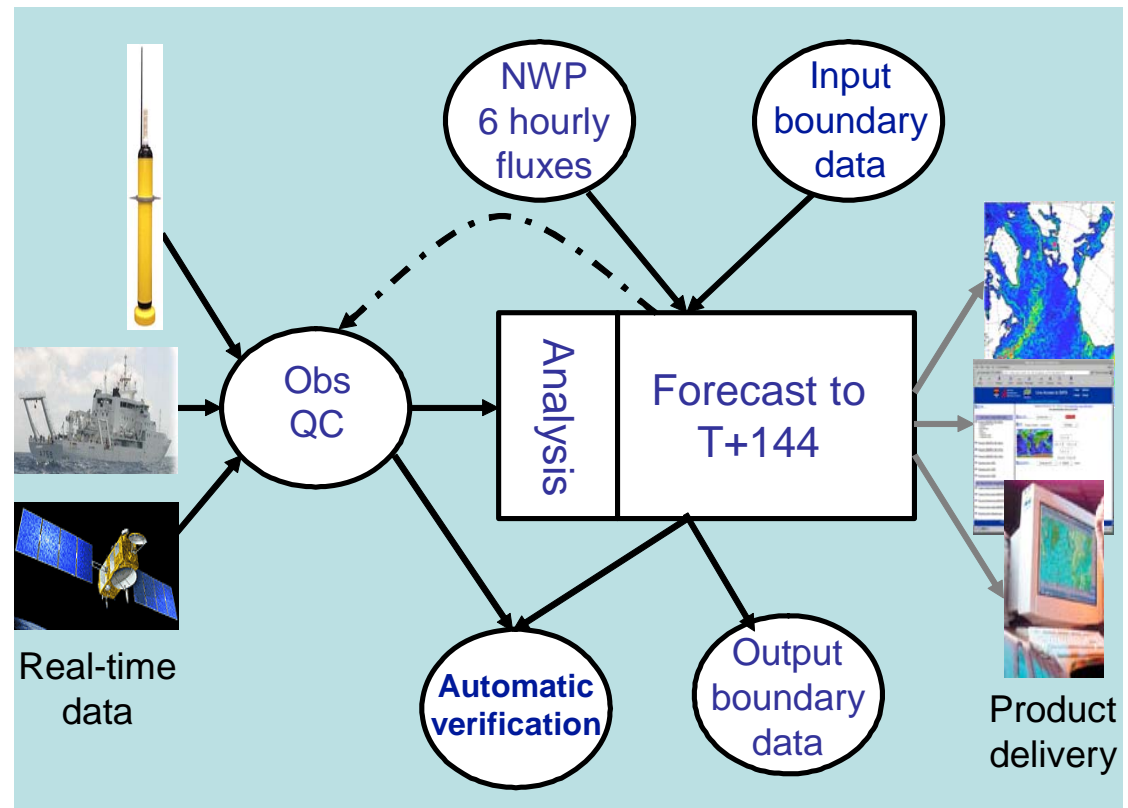 NWP
6 hourly
fluxes
Input
boundary
data
Obs
QC
Analysis
Forecast to
T+144
Real-time
data
Automatic
verification
Output
boundary
data
Product
delivery